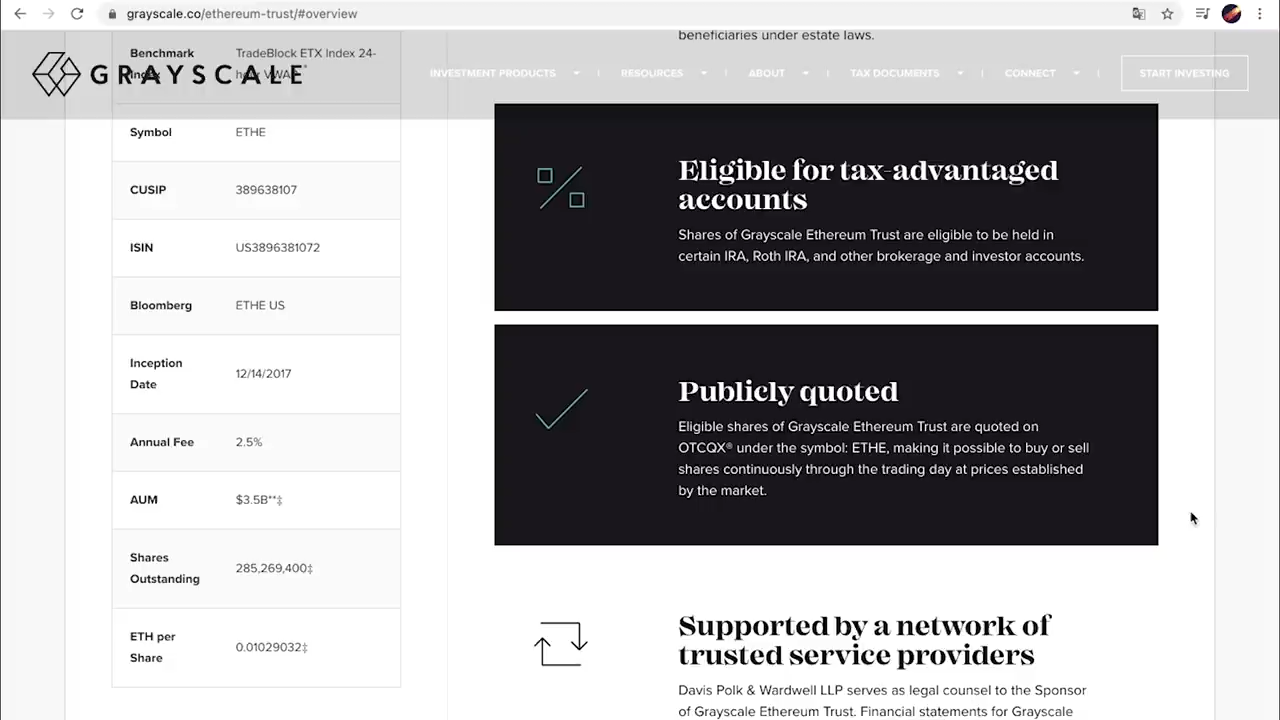 grayscale.co/ethereum-trust/#overview
GRAYSCALE
INVESTMENT PRODUCTS
RESOURCES
ABOUT
TAX DOCUMENTS
CONNECT
START INVESTING
Benchmark TradeBlock ETX Index 24-
Index
Symbol ETHE
CUSIP 389638107
ISIN US3896381072
Bloomberg ETHE US
Inception
Date
12/14/2017
Annual Fee 2.5%
AUM $3.5B**‡
Shares
Outstanding
285,269,400‡
ETH per
Share
0.01029032‡
beneficiaries under estate laws.
Eligible for tax-advantaged
accounts
Shares of Grayscale Ethereum Trust are eligible to be held in
certain IRA, Roth IRA, and other brokerage and investor accounts.
Publicly quoted
Eligible shares of Grayscale Ethereum Trust are quoted on
OTCQX® under the symbol: ETHE, making it possible to buy or sell
shares continuously through the trading day at prices established
by the market.
Supported by a network of
trusted service providers
Davis Polk & Wardwell LLP serves as legal counsel to the Sponsor
of Grayscale Ethereum Trust. Financial statements for Grayscale